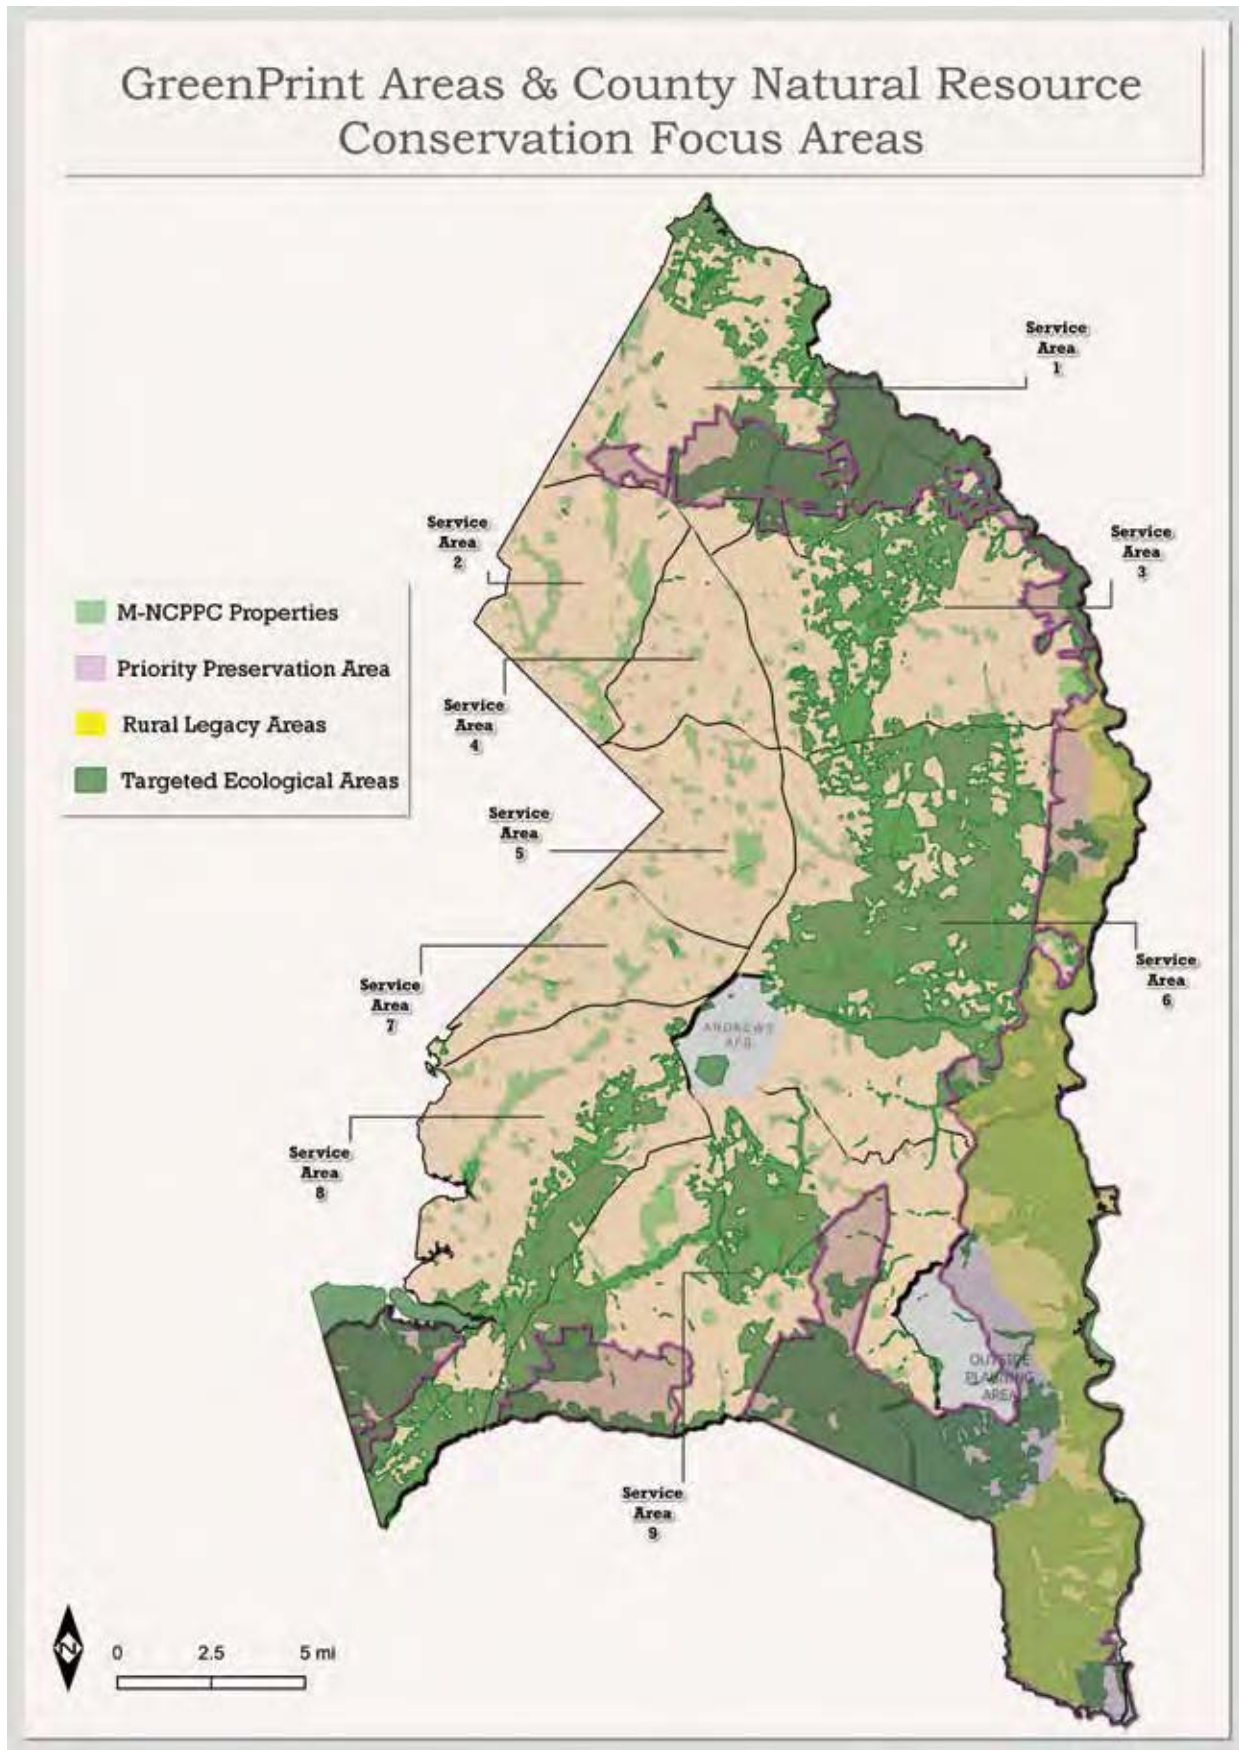 GreenPrint Areas & County Natural Resource
Conservation Focus Areas
Service
Area
1
Service
Area
2
Service
Area
3
M-NCPPC Properties
Priority Preservation Area
Rural Legacy Areas
Targeted Ecological Areas
Service
Area
4
Service
Area
5
Service
Area
6
Service
Area
7
ANDREWS
AFB
Service
Area
8
OUTSIDE
PLANNING
AREA
Service
Area
9
N
0 2.5 5 mi